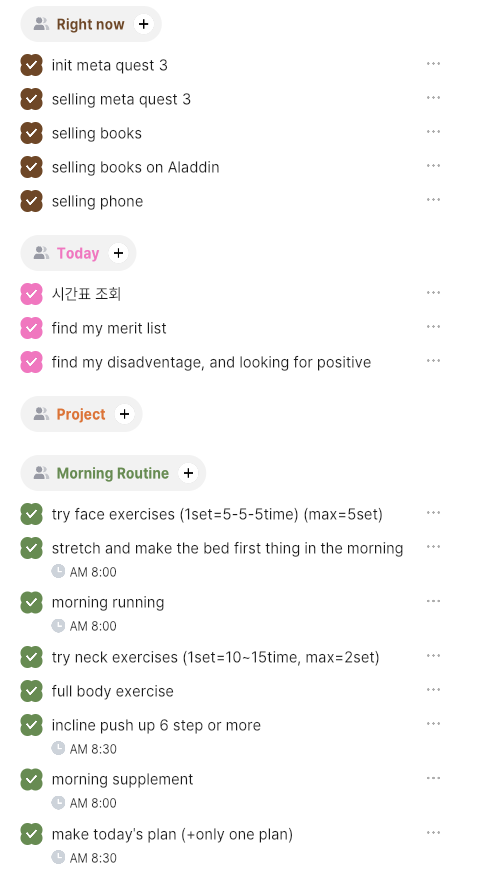 Right now
init meta quest 3
selling meta quest 3
selling books
selling books on Aladdin
selling phone
Today
시간표 조회
find my merit list
find my disadventage, and looking for positive
Project
Morning Routine
try face exercises (1set=5-5-5time) (max=5set)
stretch and make the bed first thing in the morning
AM 8:00
morning running
AM 8:00
try neck exercises (1set=10~15time, max=2set)
full body exercise
incline push up 6 step or more
AM 8:30
morning supplement
AM 8:00
make today's plan (+only one plan)
AM 8:30